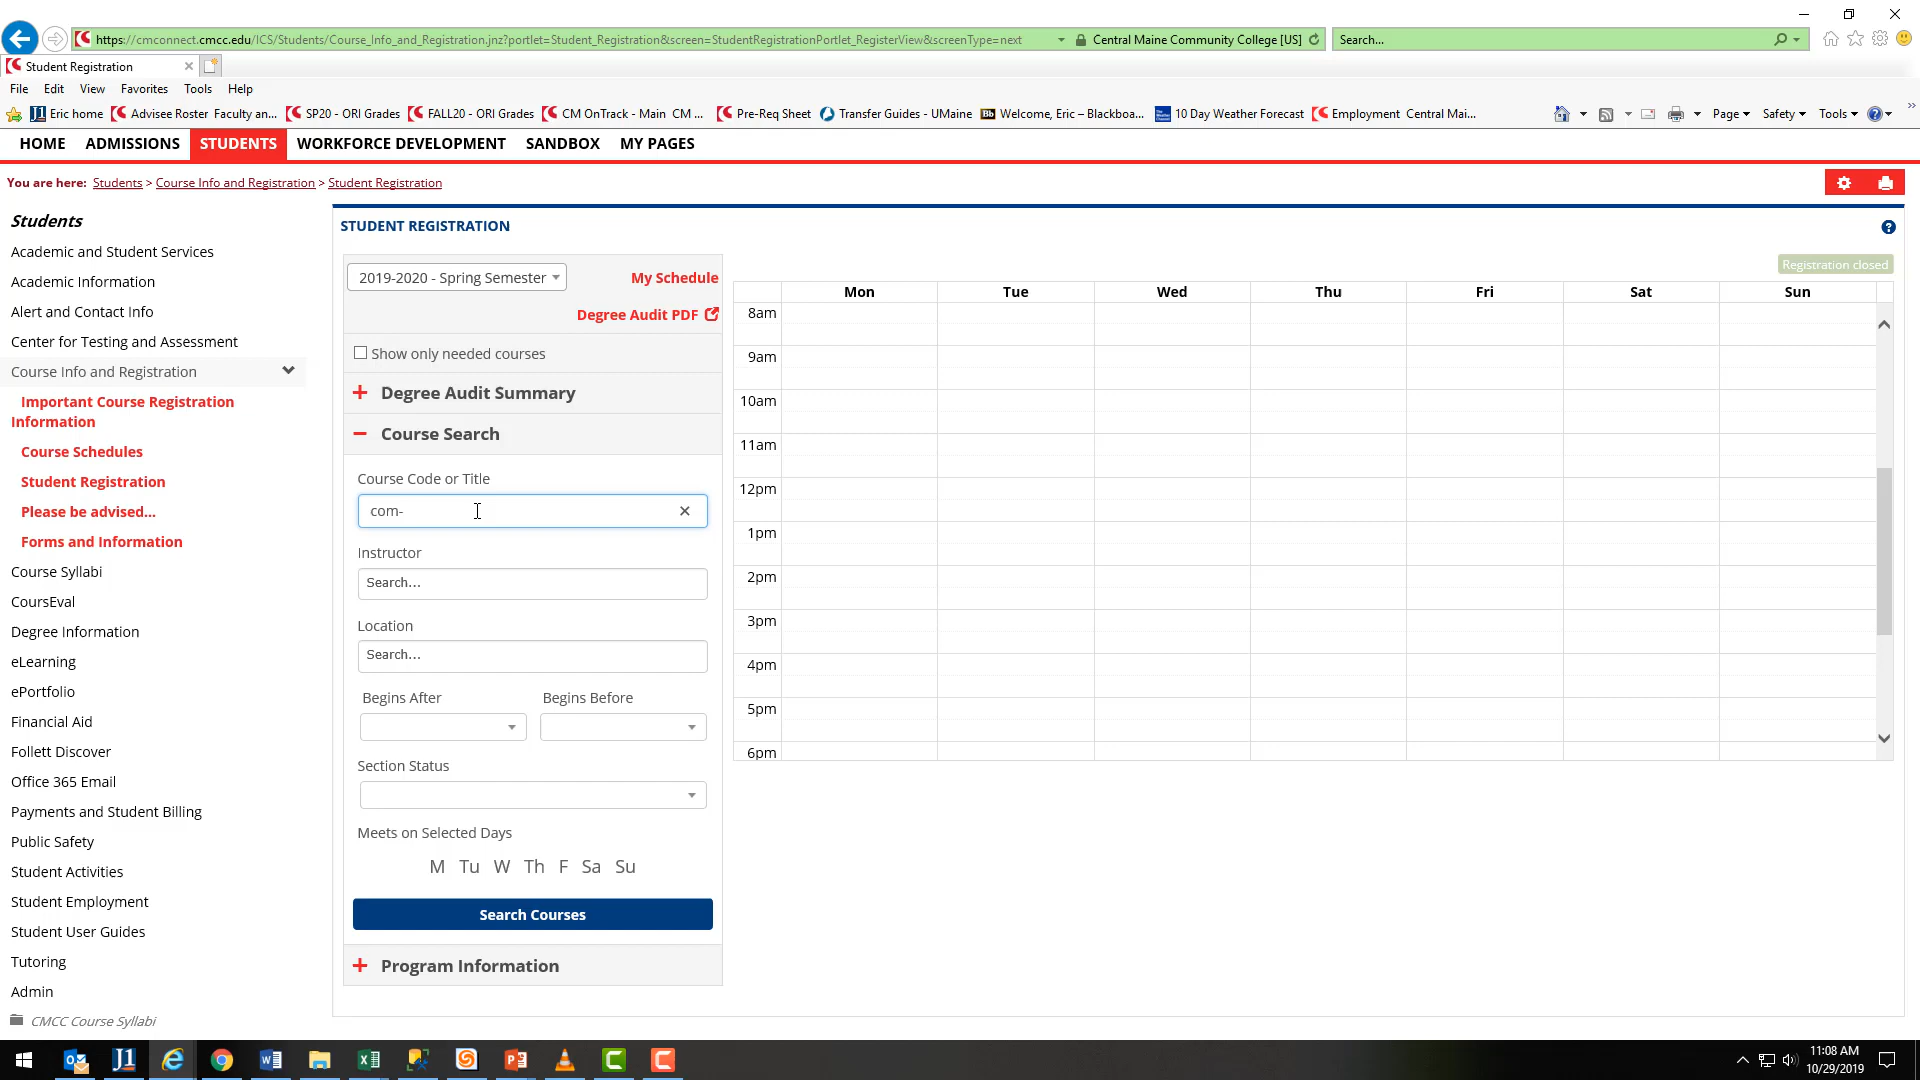 https://cmconnect.cmcc.edu/ICS/Students/Course_Info_and_Registration.jnz?portlet=Student_Registration&screen=StudentRegistrationPortlet_RegisterView&screenType=next
Central Maine Community College [US]
Search...
Student Registration
File Edit View Favorites Tools Help
Eric home
Advisee Roster Faculty an...
SP20 - ORI Grades
FALL20 - ORI Grades
CM OnTrack - Main CM ...
Pre-Req Sheet
Transfer Guides - UMaine
Bb Welcome, Eric – Blackboa...
10 Day Weather Forecast
Employment Central Mai...
Page Safety Tools
HOME ADMISSIONS STUDENTS WORKFORCE DEVELOPMENT SANDBOX MY PAGES
You are here: Students > Course Info and Registration > Student Registration
Students
Academic and Student Services
Academic Information
Alert and Contact Info
Center for Testing and Assessment
Course Info and Registration
Important Course Registration
Information
Course Schedules
Student Registration
Please be advised...
Forms and Information
Course Syllabi
CoursEval
Degree Information
eLearning
ePortfolio
Financial Aid
Follett Discover
Office 365 Email
Payments and Student Billing
Public Safety
Student Activities
Student Employment
Student User Guides
Tutoring
Admin
CMCC Course Syllabi
STUDENT REGISTRATION
2019-2020 - Spring Semester
My Schedule
Degree Audit PDF
Show only needed courses
+ Degree Audit Summary
− Course Search
Course Code or Title
com-
Instructor
Search...
Location
Search...
Begins After Begins Before
Section Status
Meets on Selected Days
M Tu W Th F Sa Su
Search Courses
+ Program Information
Registration closed
Mon Tue Wed Thu Fri Sat Sun
8am
9am
10am
11am
12pm
1pm
2pm
3pm
4pm
5pm
6pm
11:08 AM
10/29/2019